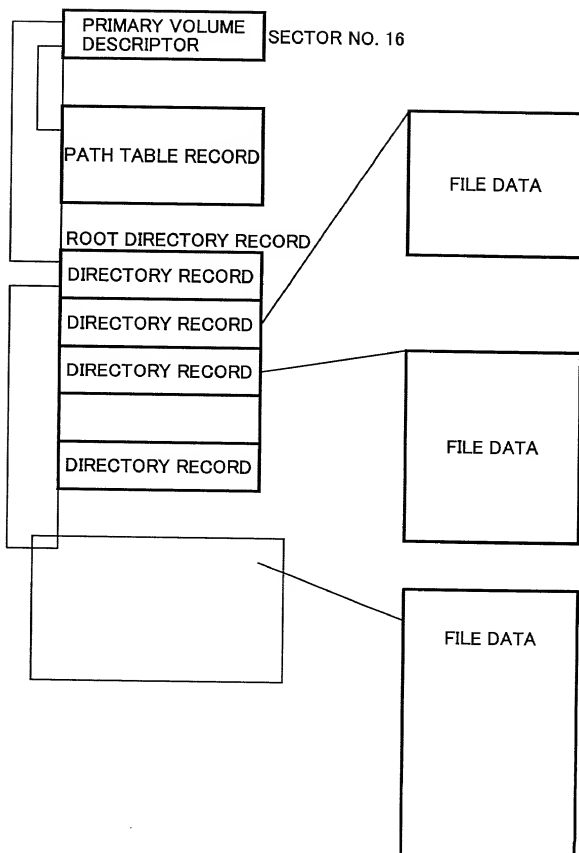 PRIMARY VOLUME
DESCRIPTOR
SECTOR NO. 16
PATH TABLE RECORD
FILE DATA
ROOT DIRECTORY RECORD
DIRECTORY RECORD
DIRECTORY RECORD
DIRECTORY RECORD
FILE DATA
DIRECTORY RECORD
FILE DATA